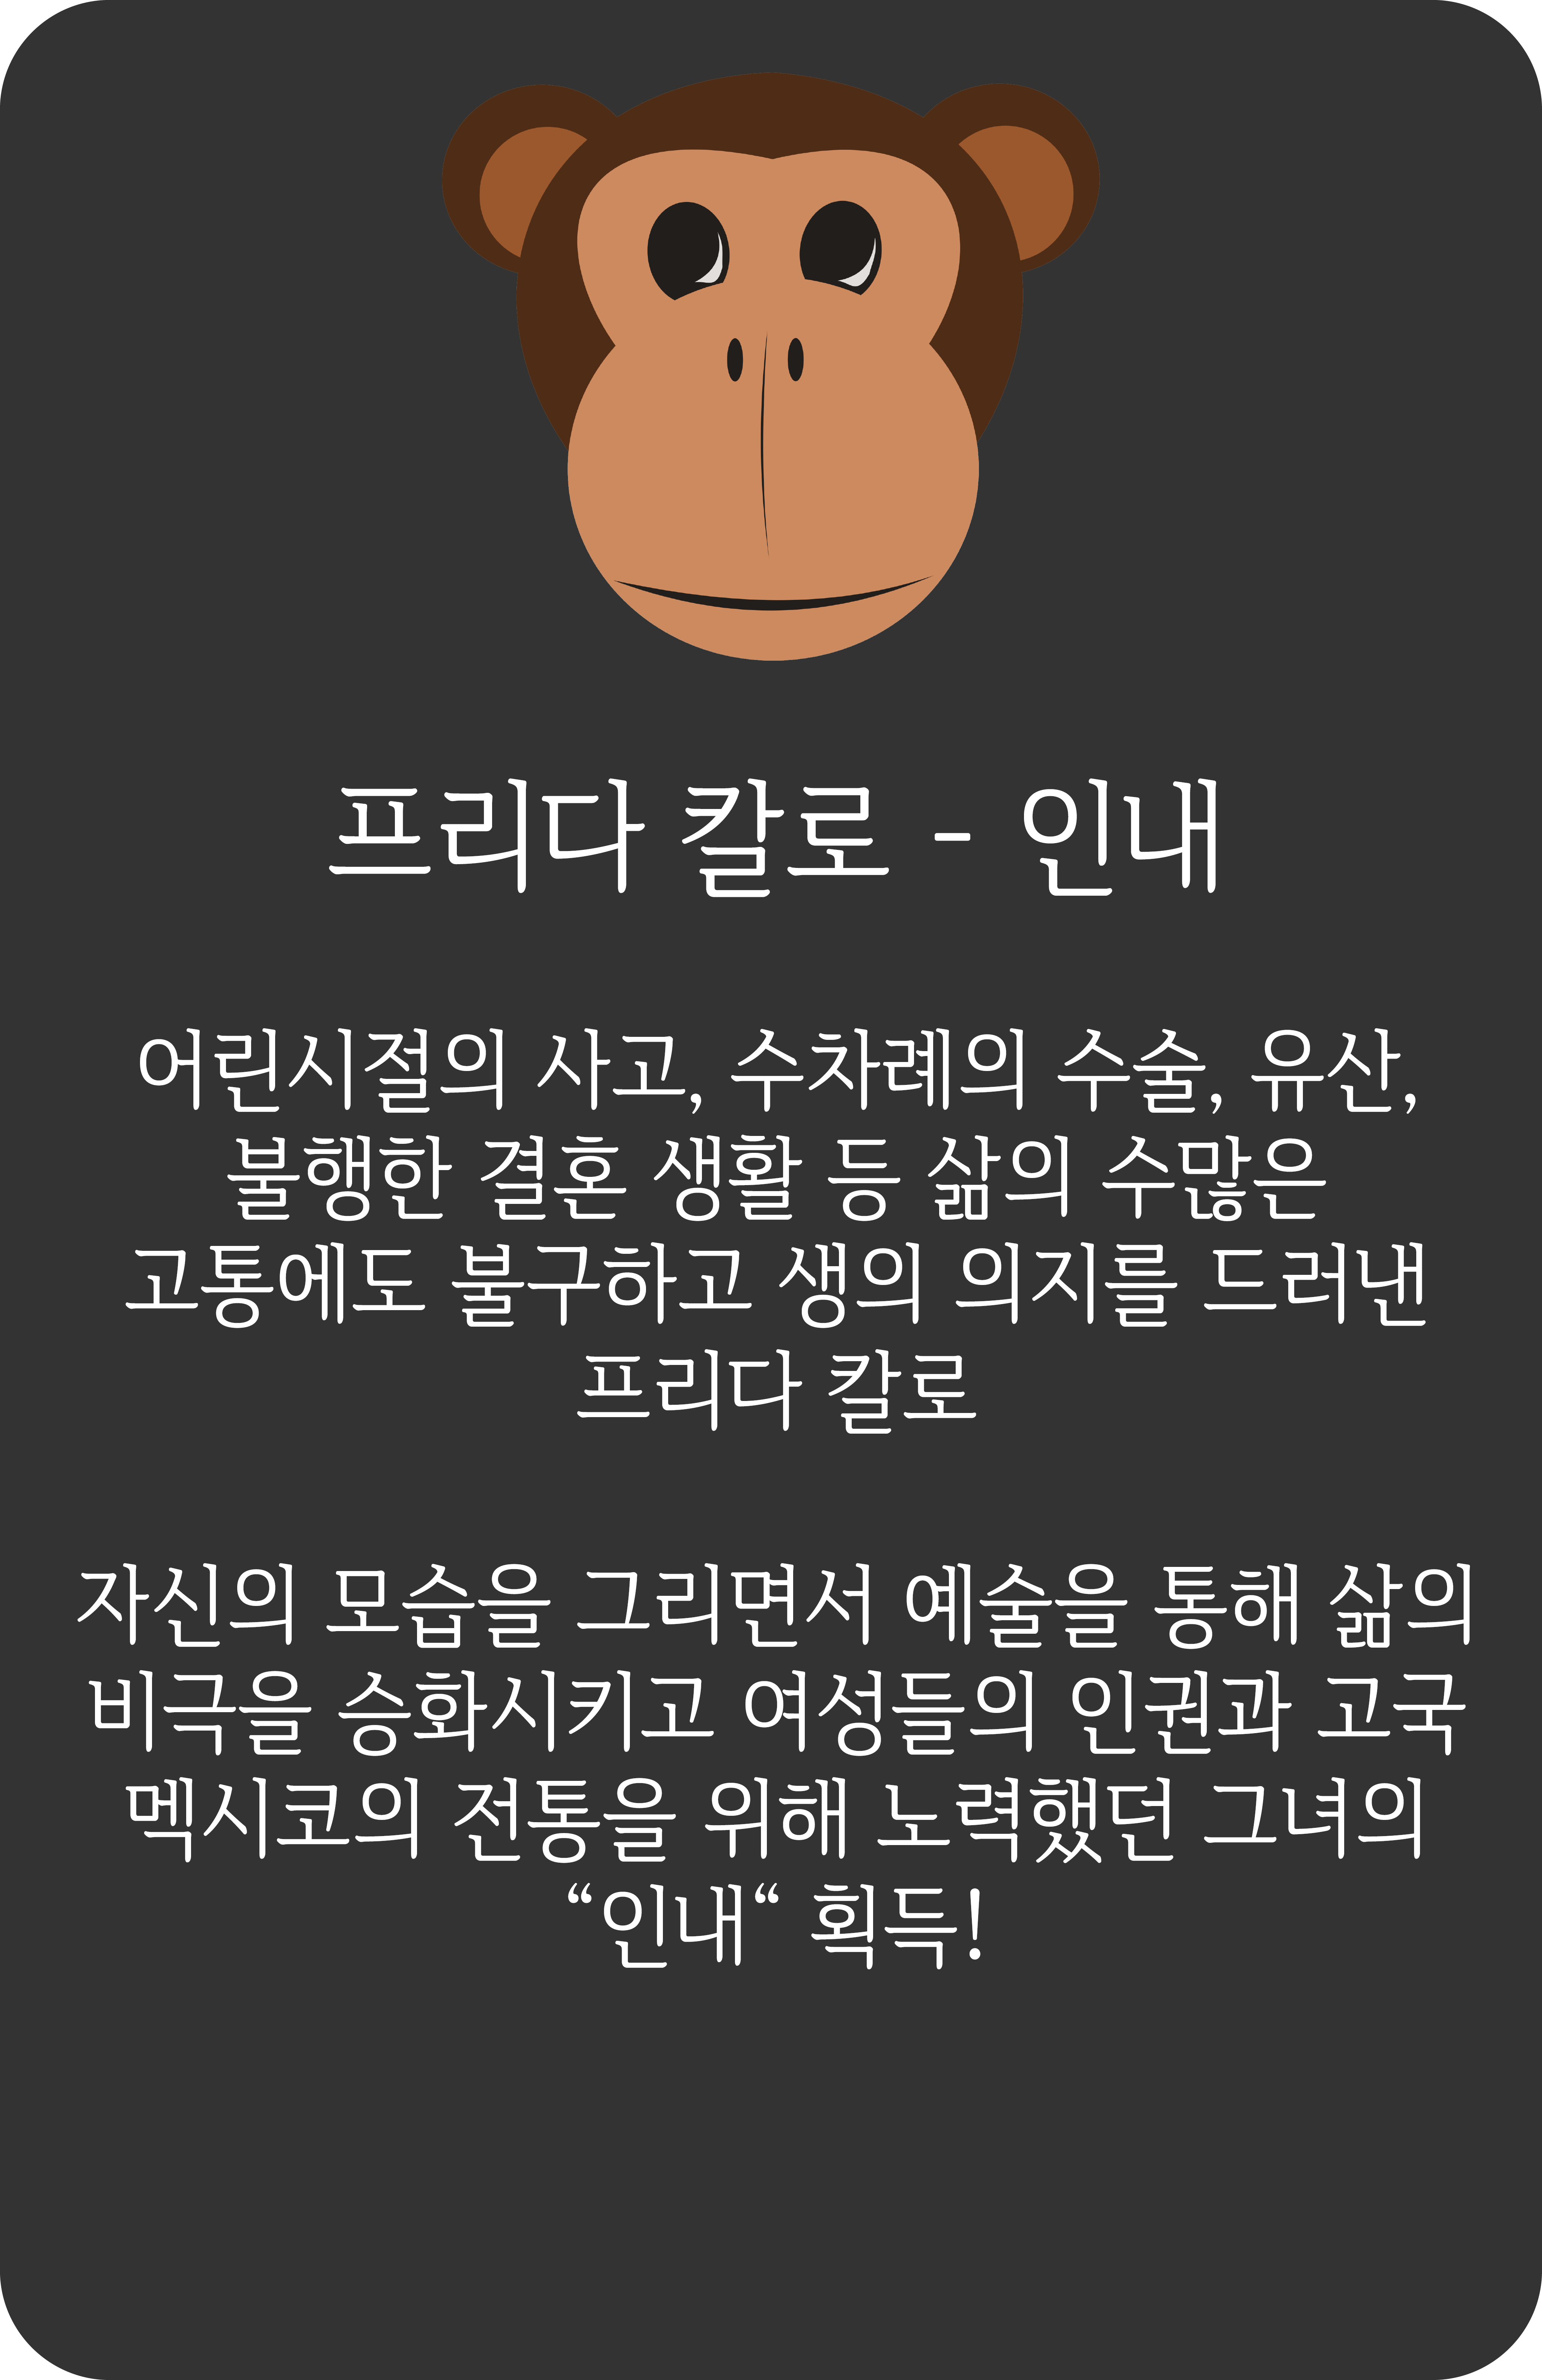 프리다 칼로 - 인내
어린시절의 사고, 수차례의 수술, 유산,
불행한 결혼 생활 등 삶의 수많은
고통에도 불구하고 생의 의지를 드러낸
프리다 칼로
자신의 모습을 그리면서 예술을 통해 삶의
비극을 승화시키고 여성들의 인권과 고국
멕시코의 전통을 위해 노력했던 그녀의
“인내“ 획득!